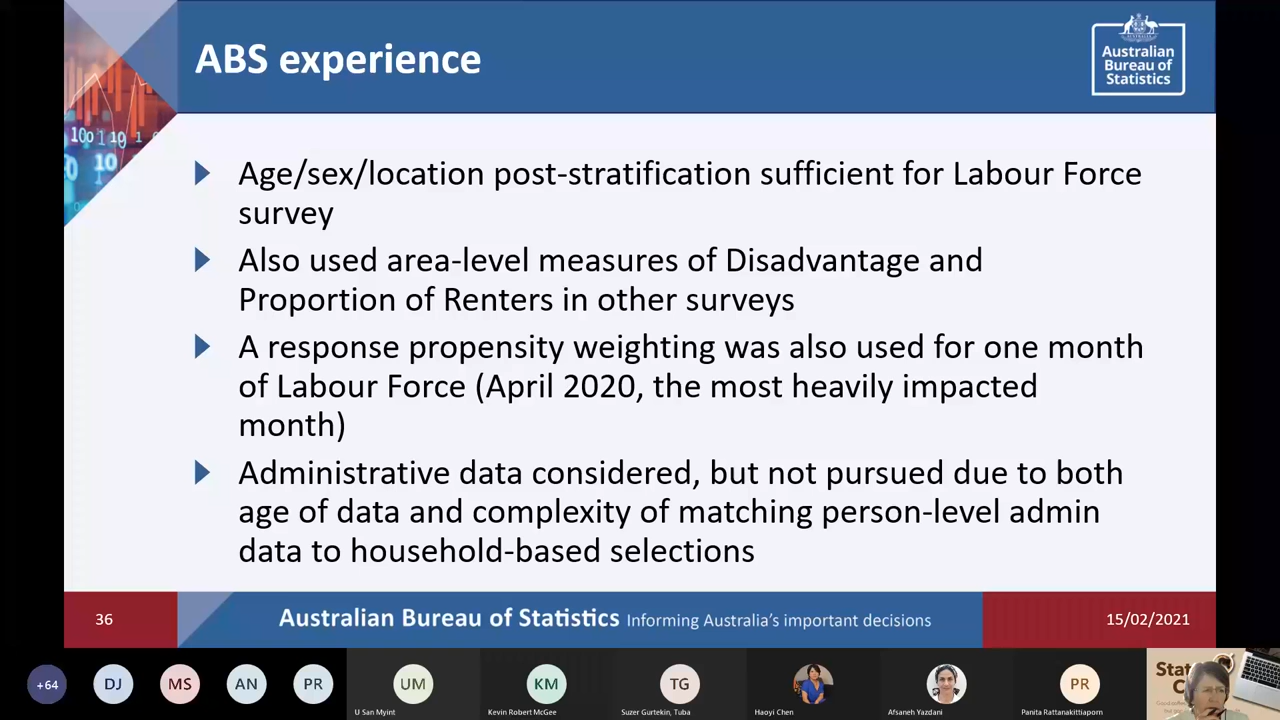 ABS experience
Australian
Bureau of
Statistics
Age/sex/location post-stratification sufficient for Labour Force
survey
Also used area-level measures of Disadvantage and
Proportion of Renters in other surveys
A response propensity weighting was also used for one month
of Labour Force (April 2020, the most heavily impacted
month)
Administrative data considered, but not pursued due to both
age of data and complexity of matching person-level admin
data to household-based selections
36
Australian Bureau of Statistics Informing Australia's important decisions
15/02/2021
+64
DJ
MS
AN
PR
UM
KM
TG
PR
U San Myint
Kevin Robert McGee
Suzer Gurtekin, Tuba
Haoyi Chen
Afsaneh Yazdani
Panita Rattanakittiaporn